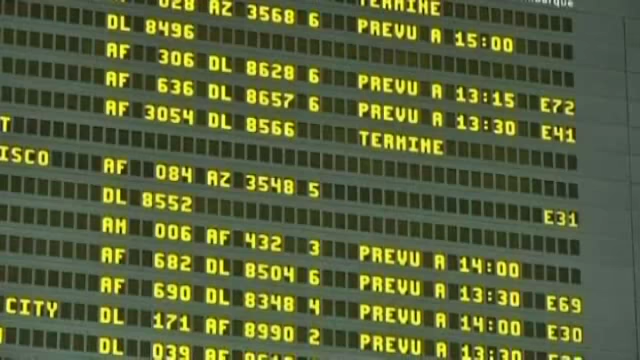 TERMINE
028 AZ 3568 6 PREVU A 15:00
DL 8496
AF 306 DL 8628 6 PREVU A 13:15 E72
AF 636 DL 8657 6 PREVU A 13:30 E41
AF 3054 DL 8566 TERMINE
T
ISCO AF 084 AZ 3548 5 E31
DL 8552
AM 006 AF 432 3 PREVU A 14:00
AF 682 DL 8504 6 PREVU A 13:30 E69
AF 690 DL 8348 4 PREVU A 14:00 E30
CITY DL 171 AF 8990 2 PREVU A 13:30
DL 039 AF